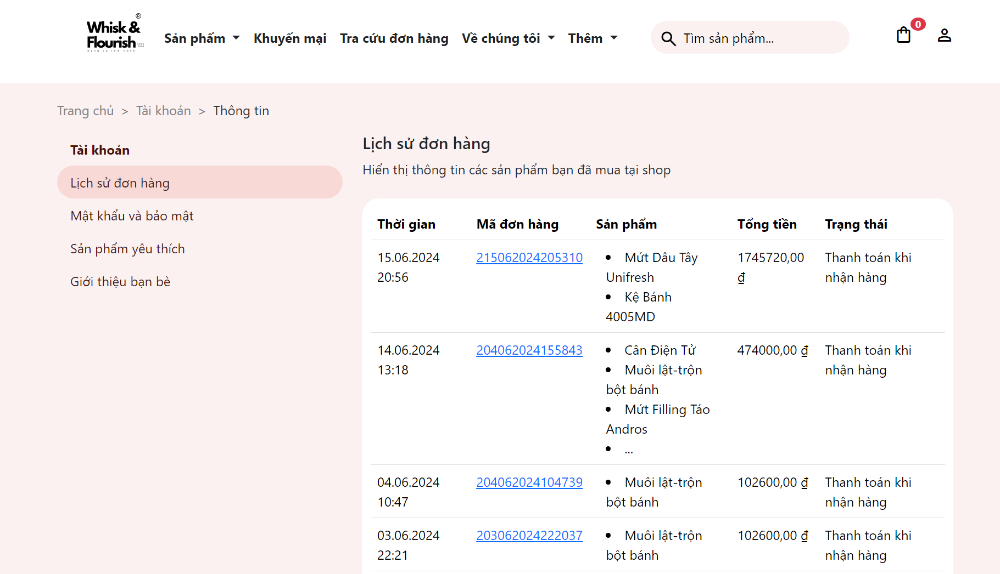 Whisk & ®
Flourish SINCE 2024
Dụng cụ làm bánh
Sản phẩm Khuyến mại Tra cứu đơn hàng Về chúng tôi Thêm Tìm sản phẩm... 0
Trang chủ > Tài khoản > Thông tin
Tài khoản
Lịch sử đơn hàng
Mật khẩu và bảo mật
Sản phẩm yêu thích
Giới thiệu bạn bè
Lịch sử đơn hàng
Hiển thị thông tin các sản phẩm bạn đã mua tại shop
Thời gian Mã đơn hàng Sản phẩm Tổng tiền Trạng thái
15.06.2024 215062024205310 • Mứt Dâu Tây 1745720,00 Thanh toán khi
20:56 Unifresh ₫ nhận hàng
• Kệ Bánh
4005MD
14.06.2024 204062024155843 • Cân Điện Tử 474000,00 ₫ Thanh toán khi
13:18 • Muôi lật-trộn nhận hàng
bột bánh
• Mứt Filling Táo
Andros
• ...
04.06.2024 204062024104739 • Muôi lật-trộn 102600,00 ₫ Thanh toán khi
10:47 bột bánh nhận hàng
03.06.2024 203062024222037 • Muôi lật-trộn 102600,00 ₫ Thanh toán khi
22:21 bột bánh nhận hàng